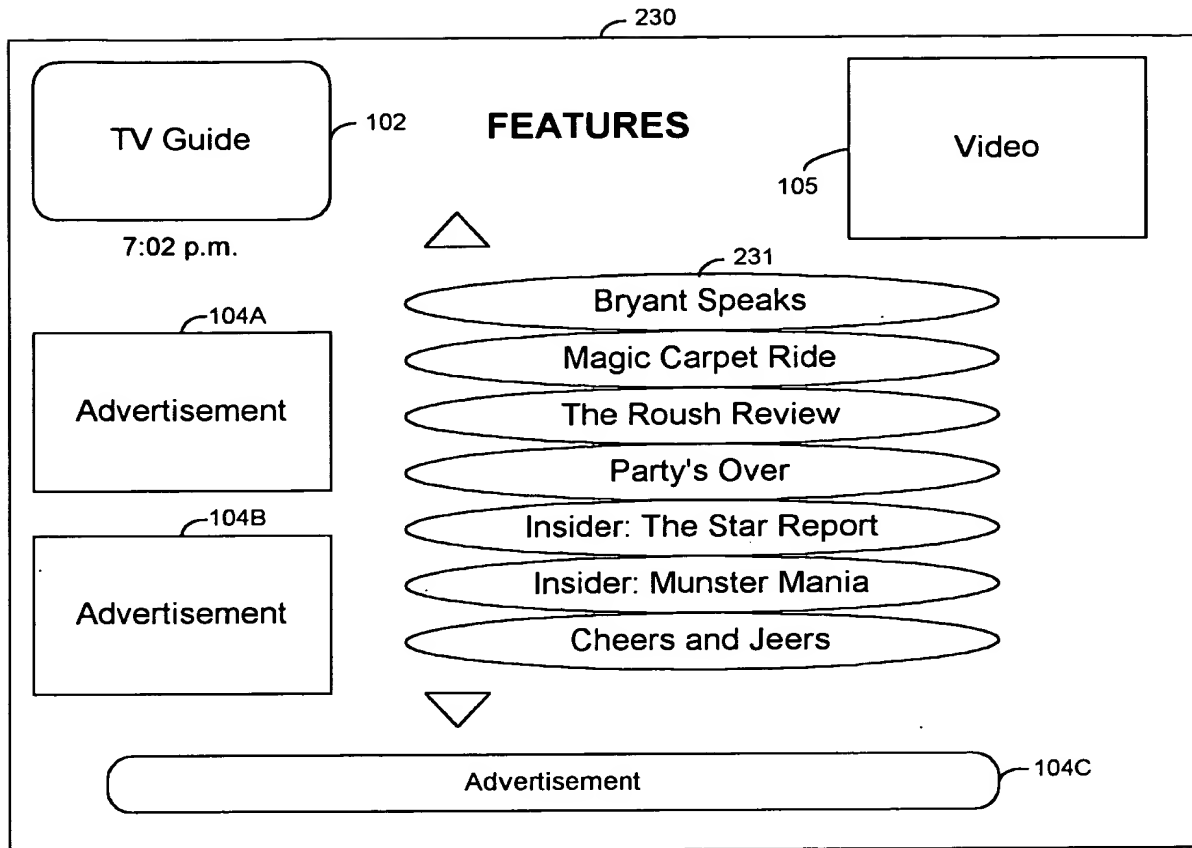 230
TV Guide
102
FEATURES
Video
105
7:02 p.m.
231
Bryant Speaks
104A
Magic Carpet Ride
Advertisement
The Roush Review
Party's Over
104B
Insider: The Star Report
Advertisement
Insider: Munster Mania
Cheers and Jeers
Advertisement
104C